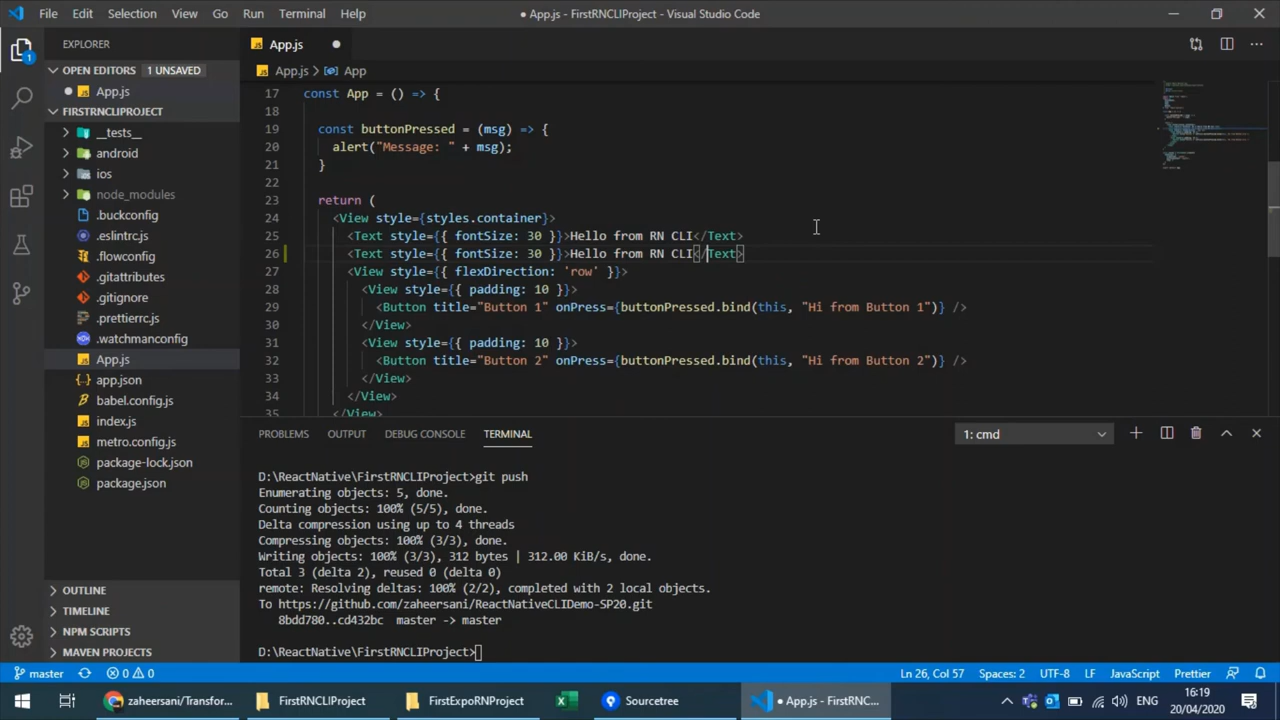 File Edit Selection View Go Run Terminal Help
● App.js - FirstRNCLIProject - Visual Studio Code
EXPLORER
1
OPEN EDITORS 1 UNSAVED
App.js
FIRSTRNCLIPROJECT
__tests__
android
ios
node_modules
.buckconfig
.eslintrc.js
.flowconfig
.gitattributes
.gitignore
.prettierrc.js
.watchmanconfig
App.js
app.json
babel.config.js
index.js
metro.config.js
package-lock.json
package.json
OUTLINE
TIMELINE
NPM SCRIPTS
MAVEN PROJECTS
JS App.js ●
JS App.js > App
17 const App = () => {
18
19 const buttonPressed = (msg) => {
20 alert("Message: " + msg);
21 }
22
23 return (
24 <View style={styles.container}>
25 <Text style={{ fontSize: 30 }}>Hello from RN CLI</Text>
26 <Text style={{ fontSize: 30 }}>Hello from RN CLI</Text>
27 <View style={{ flexDirection: 'row' }}>
28 <View style={{ padding: 10 }}>
29 <Button title="Button 1" onPress={buttonPressed.bind(this, "Hi from Button 1")} />
30 </View>
31 <View style={{ padding: 10 }}>
32 <Button title="Button 2" onPress={buttonPressed.bind(this, "Hi from Button 2")} />
33 </View>
34 </View>
35 </View>
PROBLEMS OUTPUT DEBUG CONSOLE TERMINAL 1: cmd
D:\ReactNative\FirstRNCLIProject>git push
Enumerating objects: 5, done.
Counting objects: 100% (5/5), done.
Delta compression using up to 4 threads
Compressing objects: 100% (3/3), done.
Writing objects: 100% (3/3), 312 bytes | 312.00 KiB/s, done.
Total 3 (delta 2), reused 0 (delta 0)
remote: Resolving deltas: 100% (2/2), completed with 2 local objects.
To https://github.com/zaheersani/ReactNativeCLIDemo-SP20.git
8bdd780..cd432bc master -> master
D:\ReactNative\FirstRNCLIProject>
master 0 0 Ln 26, Col 57 Spaces: 2 UTF-8 LF JavaScript Prettier
zaheersani/Transfo... FirstRNCLIProject FirstExpoRNProject Sourcetree ● App.js - FirstRNC... 16:19
20/04/2020